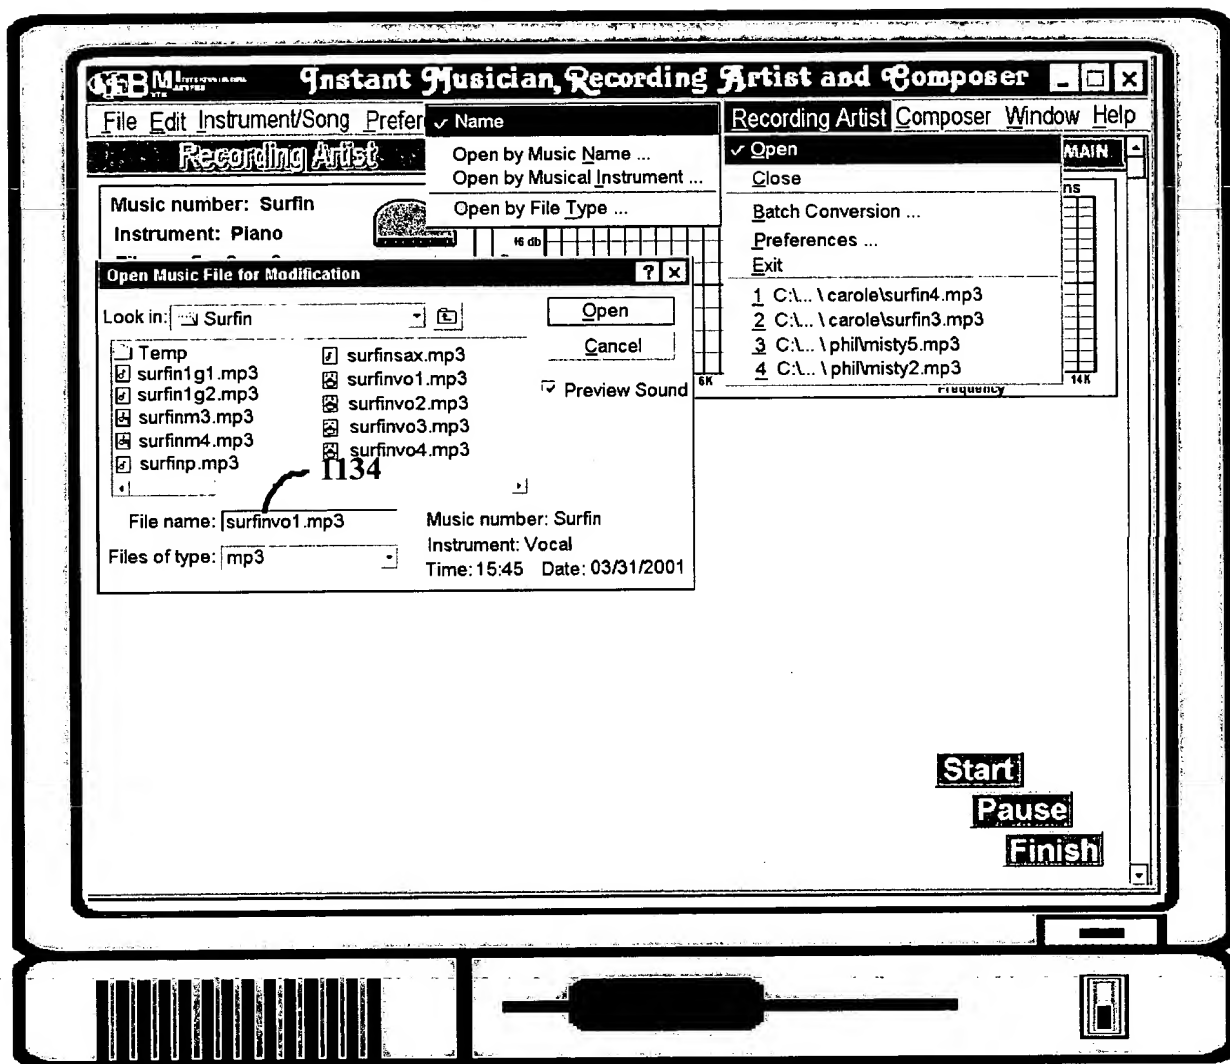 Instant Musician, Recording Artist and Composer
File Edit Instrument/Song Prefer
Recording Artist Composer Window Help
Recording Artist
✓ Name
Open by Music Name ...
Open by Musical Instrument ...
Open by File Type ...
✓ Open
Close
Batch Conversion ...
Preferences ...
Exit
1 C:\... \carole\surfin4.mp3
2 C:\... \carole\surfin3.mp3
3 C:\... \phil\misty5.mp3
4 C:\... \phil\misty2.mp3
MAIN
ns
Music number: Surfin
Instrument: Piano
16 db
6K
14K
Frequency
Open Music File for Modification
Look in: Surfin
Open
Cancel
Preview Sound
Temp
surfin1g1.mp3
surfin1g2.mp3
surfinm3.mp3
surfinm4.mp3
surfinp.mp3
surfinsax.mp3
surfinvo1.mp3
surfinvo2.mp3
surfinvo3.mp3
surfinvo4.mp3
1134
File name: surfinvo1.mp3
Files of type: mp3
Music number: Surfin
Instrument: Vocal
Time: 15:45 Date: 03/31/2001
Start
Pause
Finish